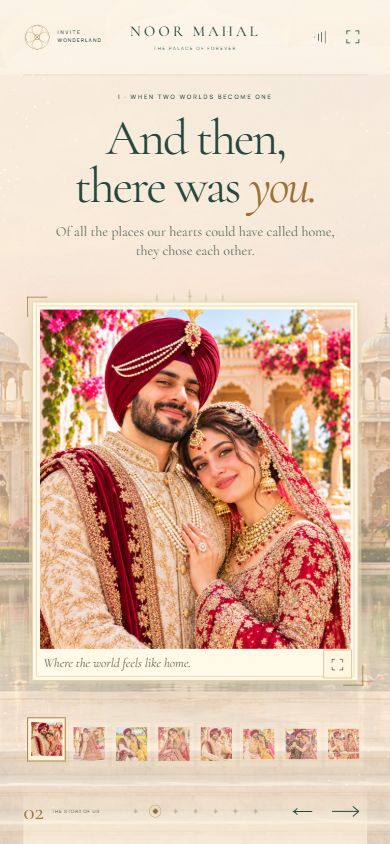 INVITE
WONDERLAND
NOOR MAHAL
THE PALACE OF FOREVER
I · WHEN TWO WORLDS BECOME ONE
And then,
there was you.
Of all the places our hearts could have called home,
they chose each other.
Where the world feels like home.
02
THE STORY OF US